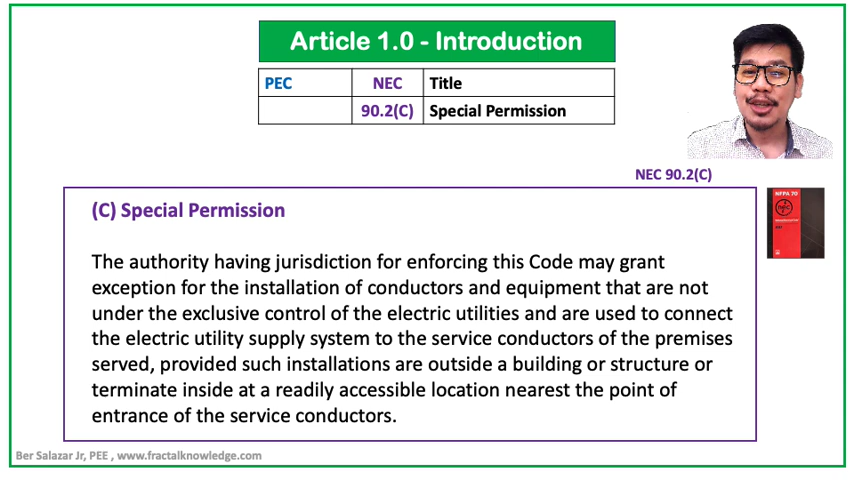 Article 1.0 - Introduction
PEC NEC Title
90.2(C) Special Permission
NEC 90.2(C)
NFPA 70
NEC
(C) Special Permission
The authority having jurisdiction for enforcing this Code may grant
exception for the installation of conductors and equipment that are not
under the exclusive control of the electric utilities and are used to connect
the electric utility supply system to the service conductors of the premises
served, provided such installations are outside a building or structure or
terminate inside at a readily accessible location nearest the point of
entrance of the service conductors.
Ber Salazar Jr, PEE , www.fractalknowledge.com